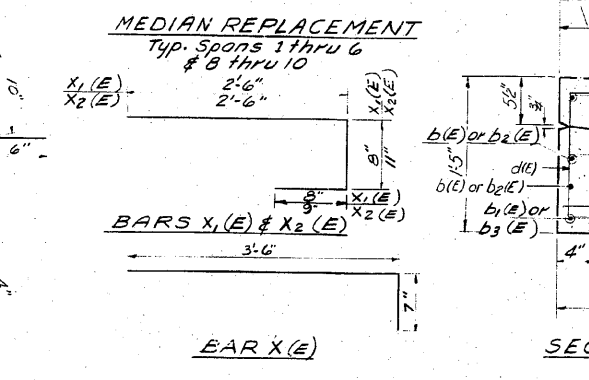 MEDIAN REPLACEMENT
Typ. Spans 1 thru 6
& 8 thru 10
X1(E)
X2(E)
2'-6"
2'-6"
X1(E)
X2(E)
8"
11"
8"
9"
X1(E)
X2(E)
BARS X1(E) & X2(E)
3'-6"
7"
BAR X(E)
10"
1
6"
5½"
¾"
1'-5"
b(E) or b2(E)
d(E)
b(E) or b2(E)
b1(E) or
b3(E)
4"